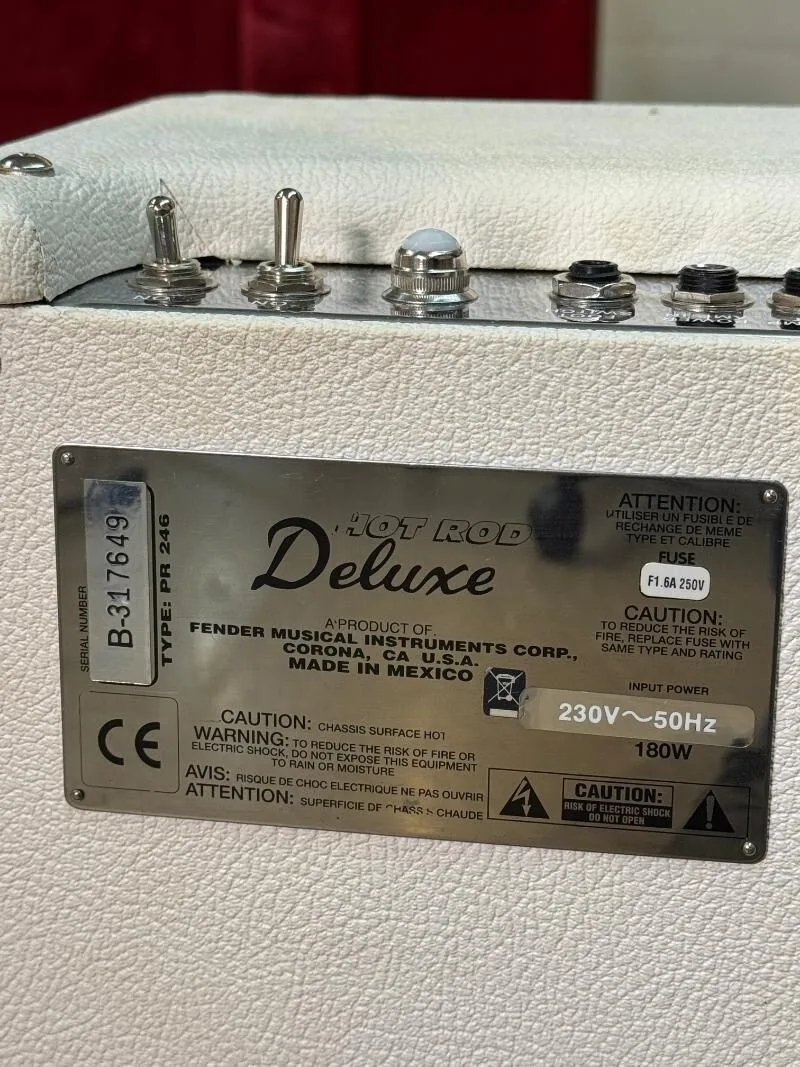 SERIAL NUMBER
B-317649
TYPE: PR 246
HOT ROD
Deluxe
A PRODUCT OF
FENDER MUSICAL INSTRUMENTS CORP.,
CORONA, CA U.S.A.
MADE IN MEXICO
ATTENTION:
UTILISER UN FUSIBLE DE
RECHANGE DE MEME
TYPE ET CALIBRE
FUSE
F1.6A 250V
CAUTION:
TO REDUCE THE RISK OF
FIRE, REPLACE FUSE WITH
SAME TYPE AND RATING
INPUT POWER
230V～50Hz
180W
CE
CAUTION: CHASSIS SURFACE HOT
WARNING: TO REDUCE THE RISK OF FIRE OR
ELECTRIC SHOCK, DO NOT EXPOSE THIS EQUIPMENT
TO RAIN OR MOISTURE
AVIS: RISQUE DE CHOC ELECTRIQUE NE PAS OUVRIR
ATTENTION: SUPERFICIE DE CHASSIS CHAUDE
CAUTION:
RISK OF ELECTRIC SHOCK
DO NOT OPEN